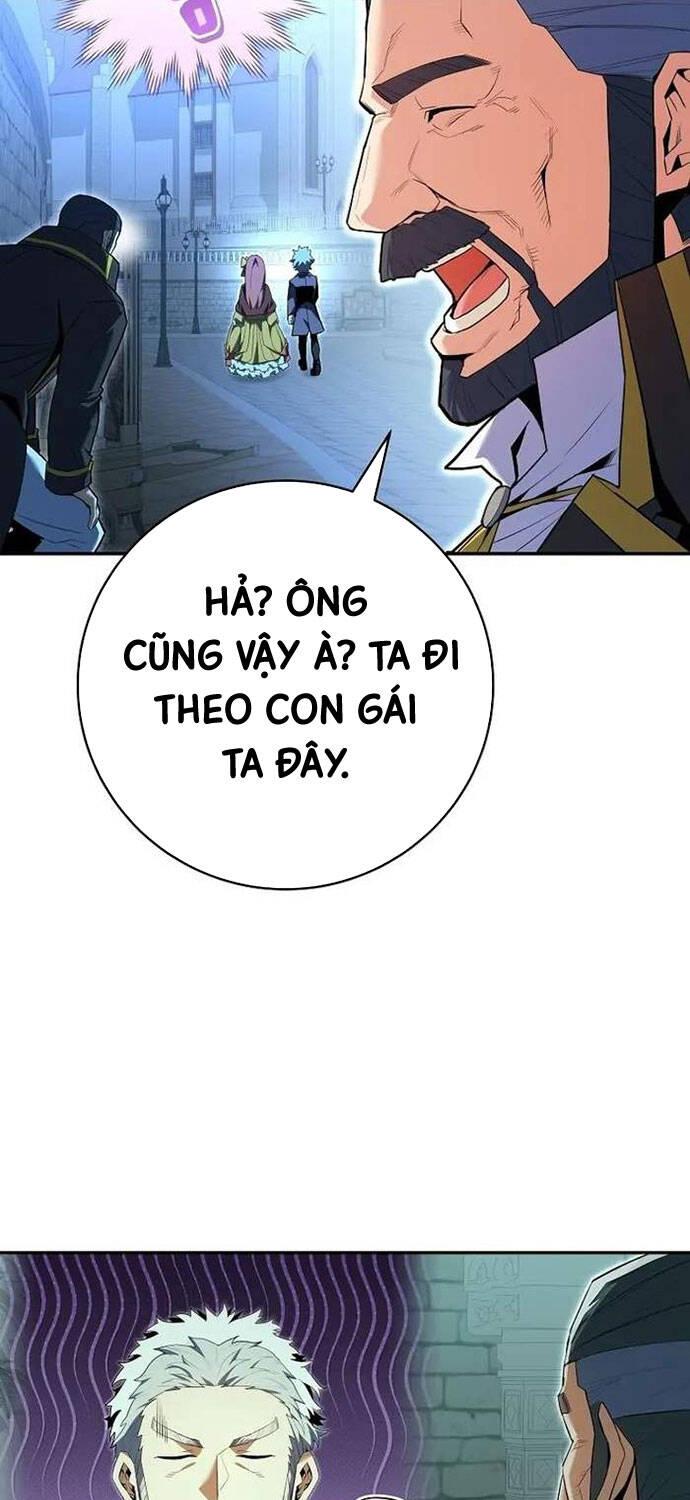 HẢ? ÔNG
CŨNG VẬY À? TA ĐI
THEO CON GÁI
TA ĐÂY.